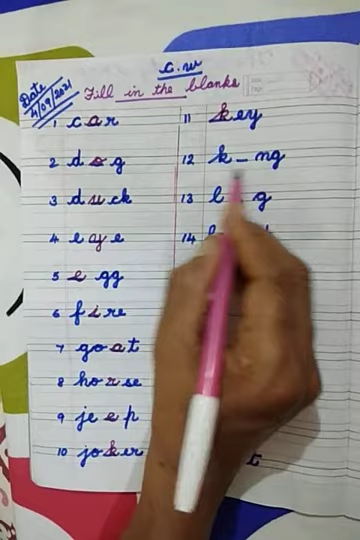 C.W
Date
4/09/2021
Fill in the blanks
1 car
2 dog
3 duck
4 eye
5 egg
6 fire
7 goat
8 horse
9 jeep
10 joker
11 key
12 k_ng
13 l g
14